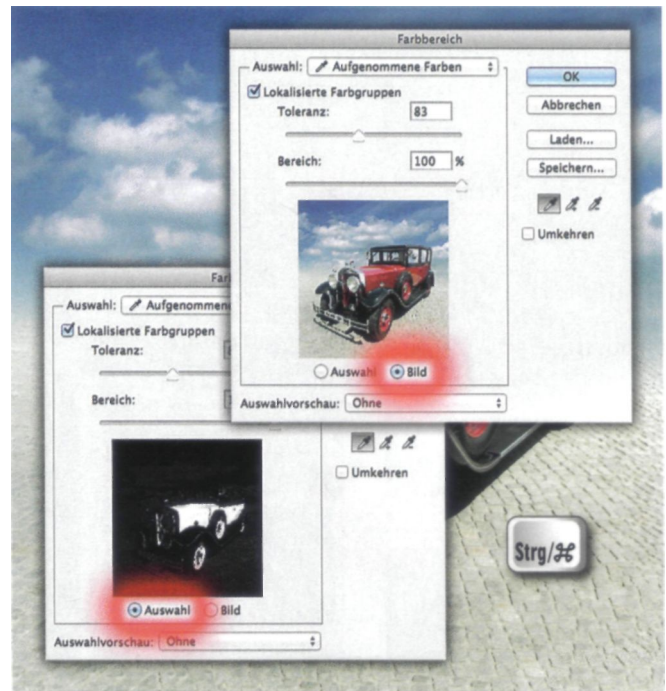 Farbbereich
Auswahl: Aufgenommene Farben
Lokalisierte Farbgruppen
Toleranz: 83
Bereich: 100 %
Auswahl Bild
Auswahlvorschau: Ohne
OK
Abbrechen
Laden...
Speichern...
Umkehren
Auswahl: Aufgenommen
Lokalisierte Farbgruppen
Toleranz:
Bereich:
Auswahl Bild
Auswahlvorschau: Ohne
Umkehren
Strg/⌘